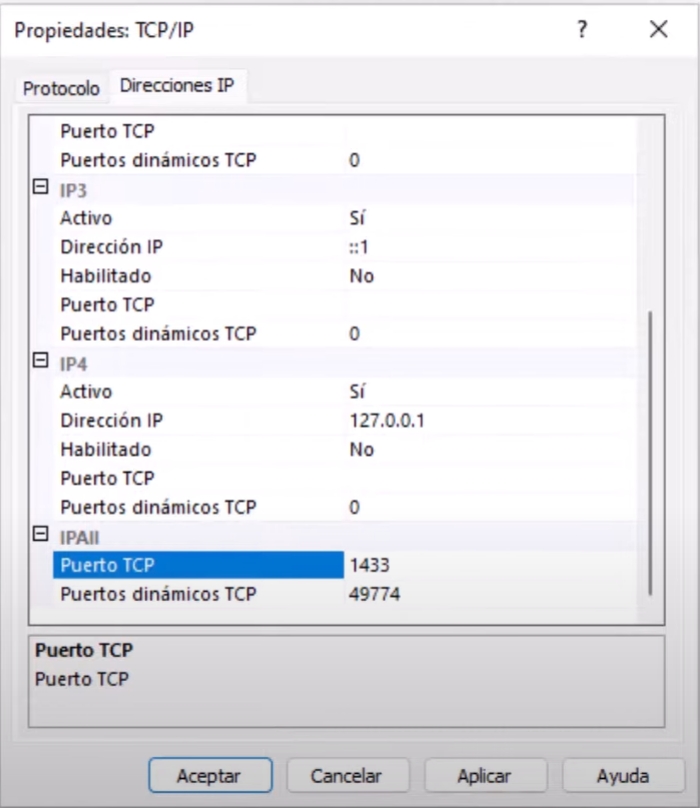 Propiedades: TCP/IP ? ×
Protocolo Direcciones IP
Puerto TCP
Puertos dinámicos TCP 0
IP3
Activo Sí
Dirección IP ::1
Habilitado No
Puerto TCP
Puertos dinámicos TCP 0
IP4
Activo Sí
Dirección IP 127.0.0.1
Habilitado No
Puerto TCP
Puertos dinámicos TCP 0
IPAll
Puerto TCP 1433
Puertos dinámicos TCP 49774
Puerto TCP
Puerto TCP
Aceptar Cancelar Aplicar Ayuda